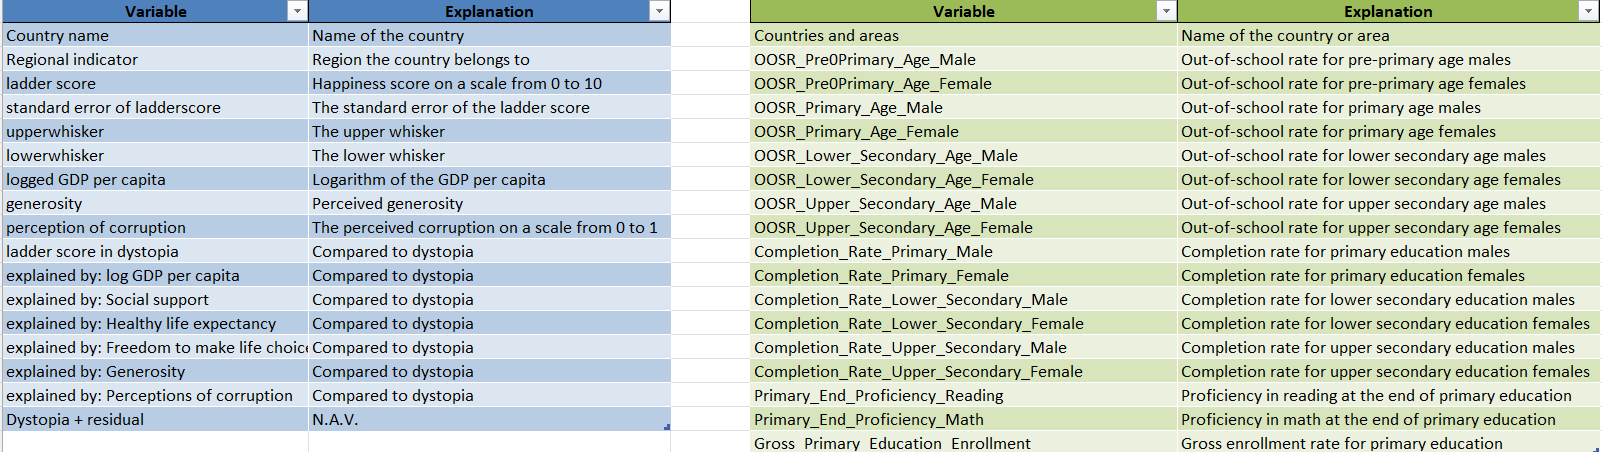 Variable Explanation
Country name Name of the country
Regional indicator Region the country belongs to
ladder score Happiness score on a scale from 0 to 10
standard error of ladderscore The standard error of the ladder score
upperwhisker The upper whisker
lowerwhisker The lower whisker
logged GDP per capita Logarithm of the GDP per capita
generosity Perceived generosity
perception of corruption The perceived corruption on a scale from 0 to 1
ladder score in dystopia Compared to dystopia
explained by: log GDP per capita Compared to dystopia
explained by: Social support Compared to dystopia
explained by: Healthy life expectancy Compared to dystopia
explained by: Freedom to make life choic Compared to dystopia
explained by: Generosity Compared to dystopia
explained by: Perceptions of corruption Compared to dystopia
Dystopia + residual N.A.V.
Variable Explanation
Countries and areas Name of the country or area
OOSR_Pre0Primary_Age_Male Out-of-school rate for pre-primary age males
OOSR_Pre0Primary_Age_Female Out-of-school rate for pre-primary age females
OOSR_Primary_Age_Male Out-of-school rate for primary age males
OOSR_Primary_Age_Female Out-of-school rate for primary age females
OOSR_Lower_Secondary_Age_Male Out-of-school rate for lower secondary age males
OOSR_Lower_Secondary_Age_Female Out-of-school rate for lower secondary age females
OOSR_Upper_Secondary_Age_Male Out-of-school rate for upper secondary age males
OOSR_Upper_Secondary_Age_Female Out-of-school rate for upper secondary age females
Completion_Rate_Primary_Male Completion rate for primary education males
Completion_Rate_Primary_Female Completion rate for primary education females
Completion_Rate_Lower_Secondary_Male Completion rate for lower secondary education males
Completion_Rate_Lower_Secondary_Female Completion rate for lower secondary education females
Completion_Rate_Upper_Secondary_Male Completion rate for upper secondary education males
Completion_Rate_Upper_Secondary_Female Completion rate for upper secondary education females
Primary_End_Proficiency_Reading Proficiency in reading at the end of primary education
Primary_End_Proficiency_Math Proficiency in math at the end of primary education
Gross_Primary_Education_Enrollment Gross enrollment rate for primary education